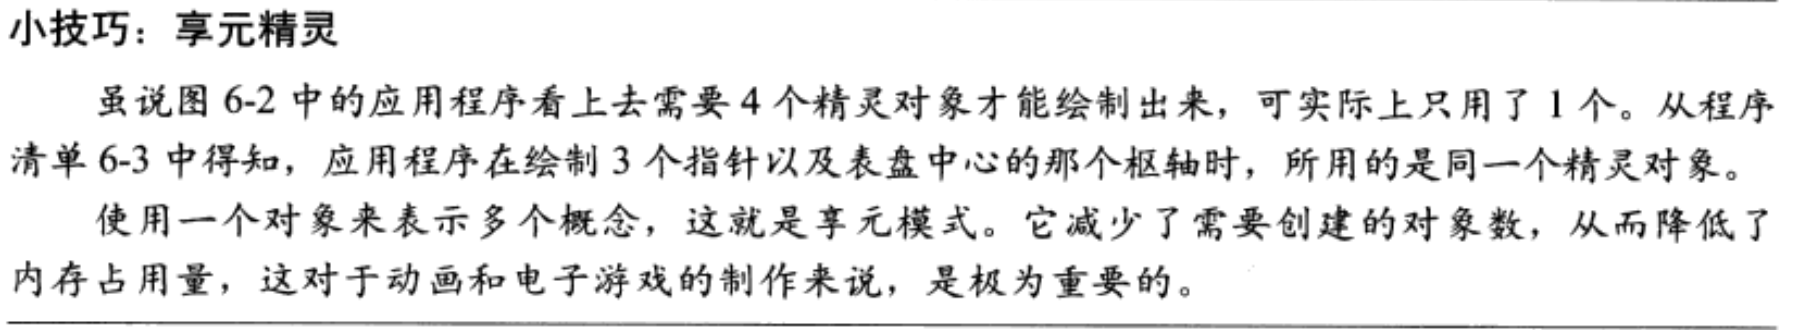 小技巧：享元精灵
虽说图 6-2 中的应用程序看上去需要 4 个精灵对象才能绘制出来，可实际上只用了 1 个。从程序
清单 6-3 中得知，应用程序在绘制 3 个指针以及表盘中心的那个枢轴时，所用的是同一个精灵对象。
使用一个对象来表示多个概念，这就是享元模式。它减少了需要创建的对象数，从而降低了
内存占用量，这对于动画和电子游戏的制作来说，是极为重要的。